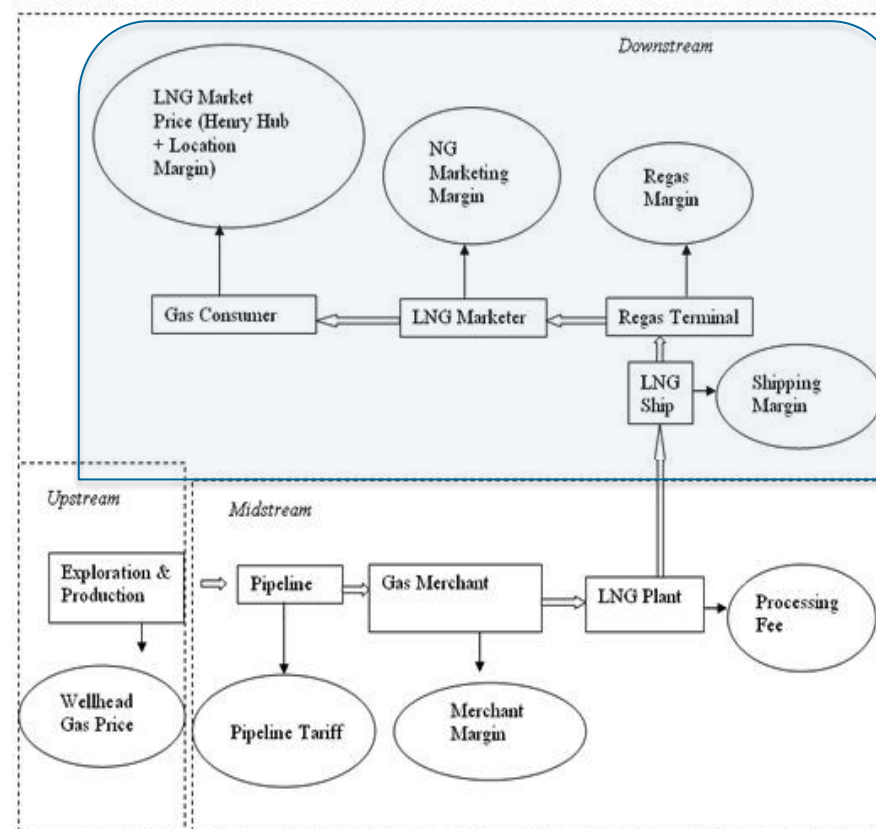 Downstream
LNG Market
Price (Henry Hub
+ Location
Margin)
NG
Marketing
Margin
Regas
Margin
Gas Consumer
LNG Marketer
Regas Terminal
LNG
Ship
Shipping
Margin
Upstream
Midstream
Exploration &
Production
Pipeline
Gas Merchant
LNG Plant
Processing
Fee
Wellhead
Gas Price
Pipeline Tariff
Merchant
Margin